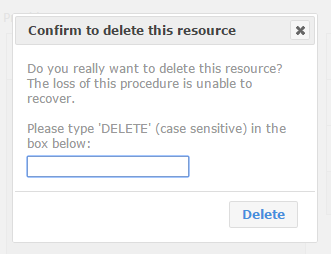 Confirm to delete this resource
Do you really want to delete this resource?
The loss of this procedure is unable to
recover.
Please type 'DELETE' (case sensitive) in the
box below:
Delete